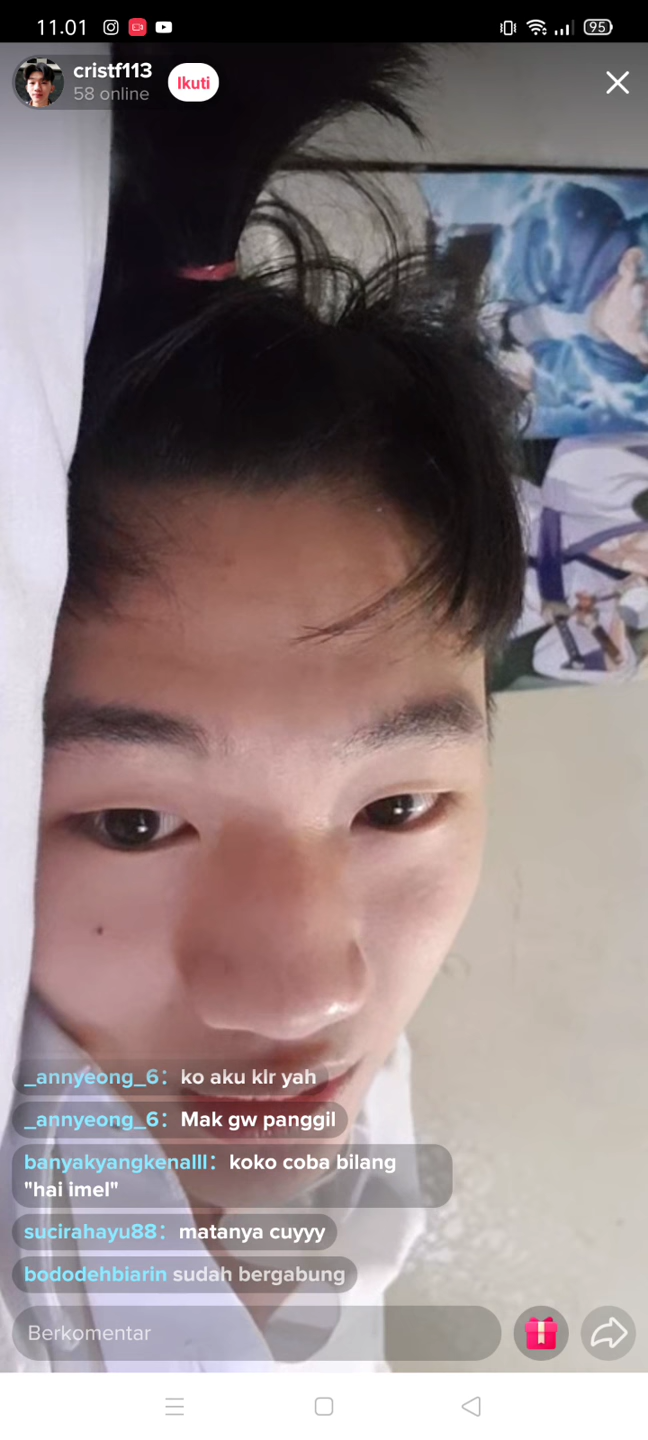 11.01
95
cristf113
58 online
Ikuti
_annyeong_6: ko aku klr yah
_annyeong_6: Mak gw panggil
banyakyangkenalll: koko coba bilang
"hai imel"
sucirahayu88: matanya cuyyy
bododehbiarin sudah bergabung
Berkomentar